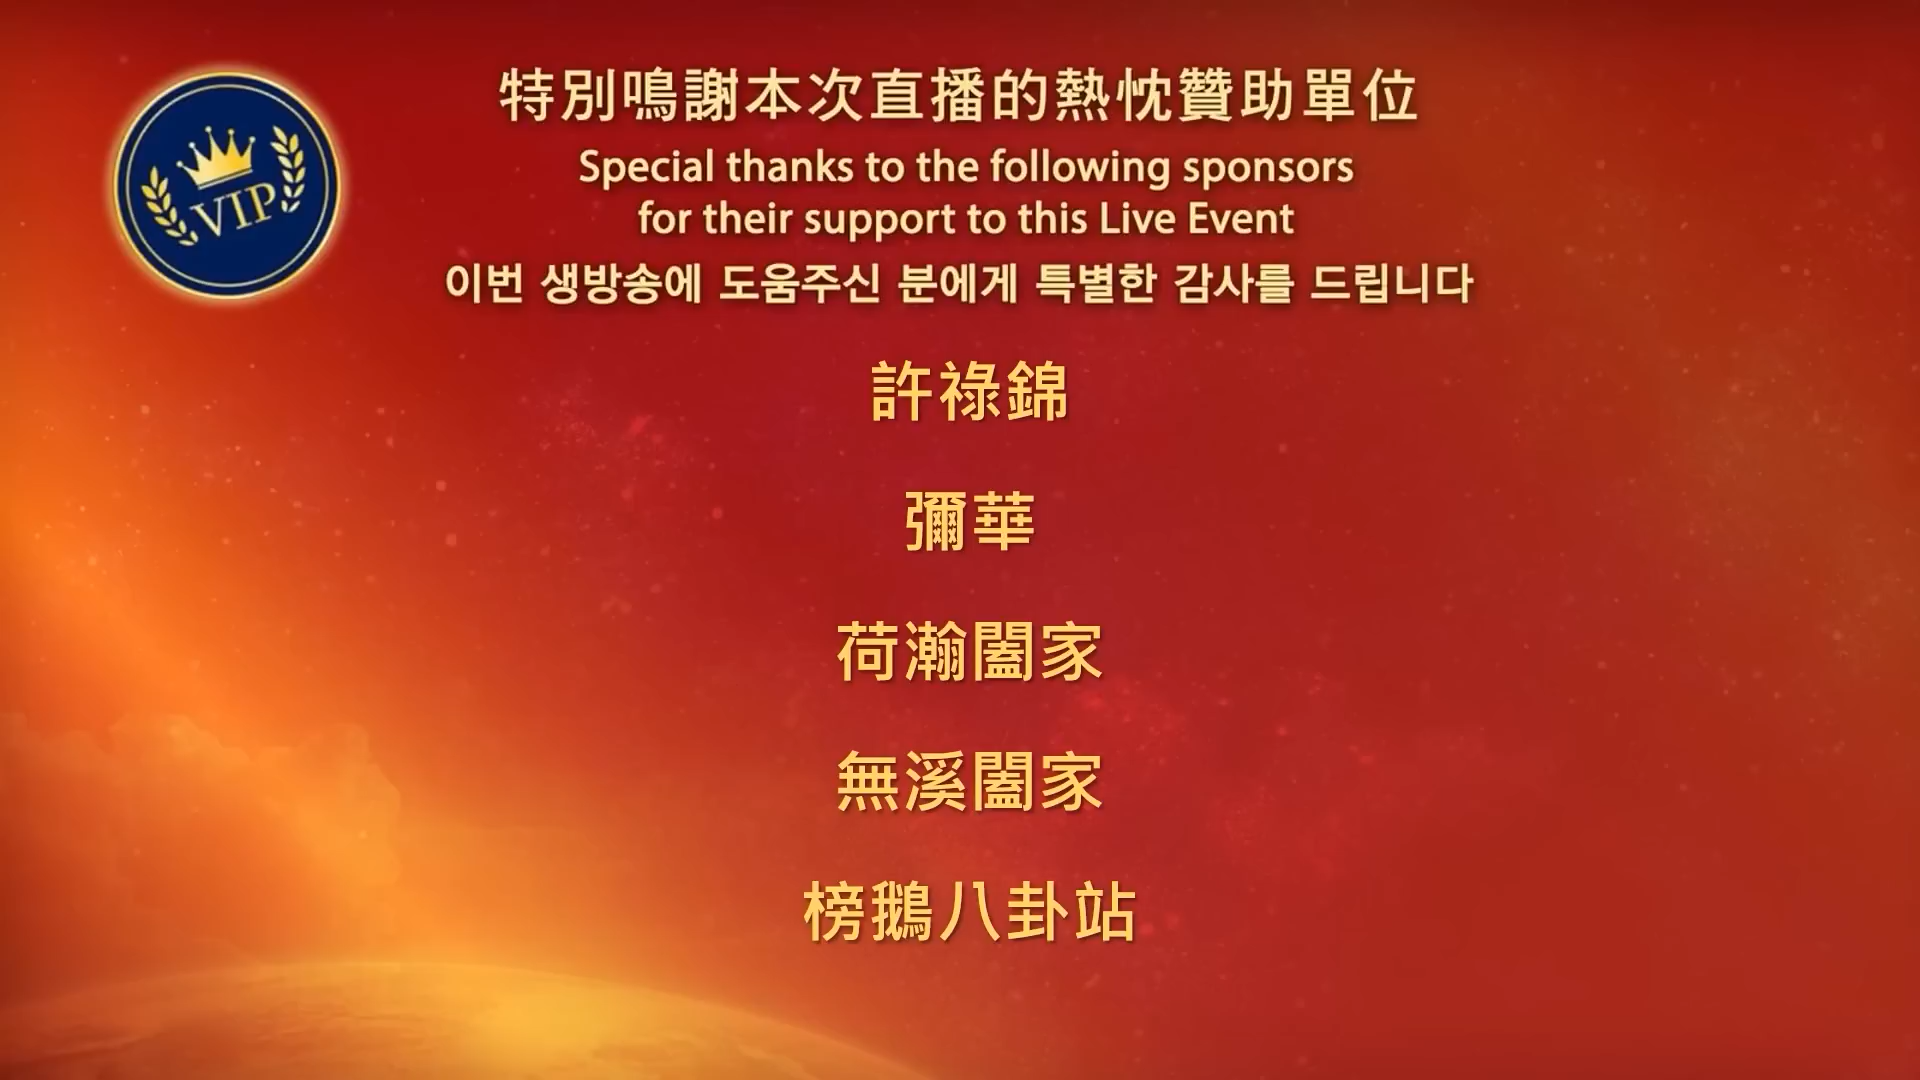 VIP
特別鳴謝本次直播的熱忱贊助單位
Special thanks to the following sponsors
for their support to this Live Event
이번 생방송에 도움주신 분에게 특별한 감사를 드립니다
許祿錦
彌華
荷瀚闔家
無溪闔家
榜鵝八卦站